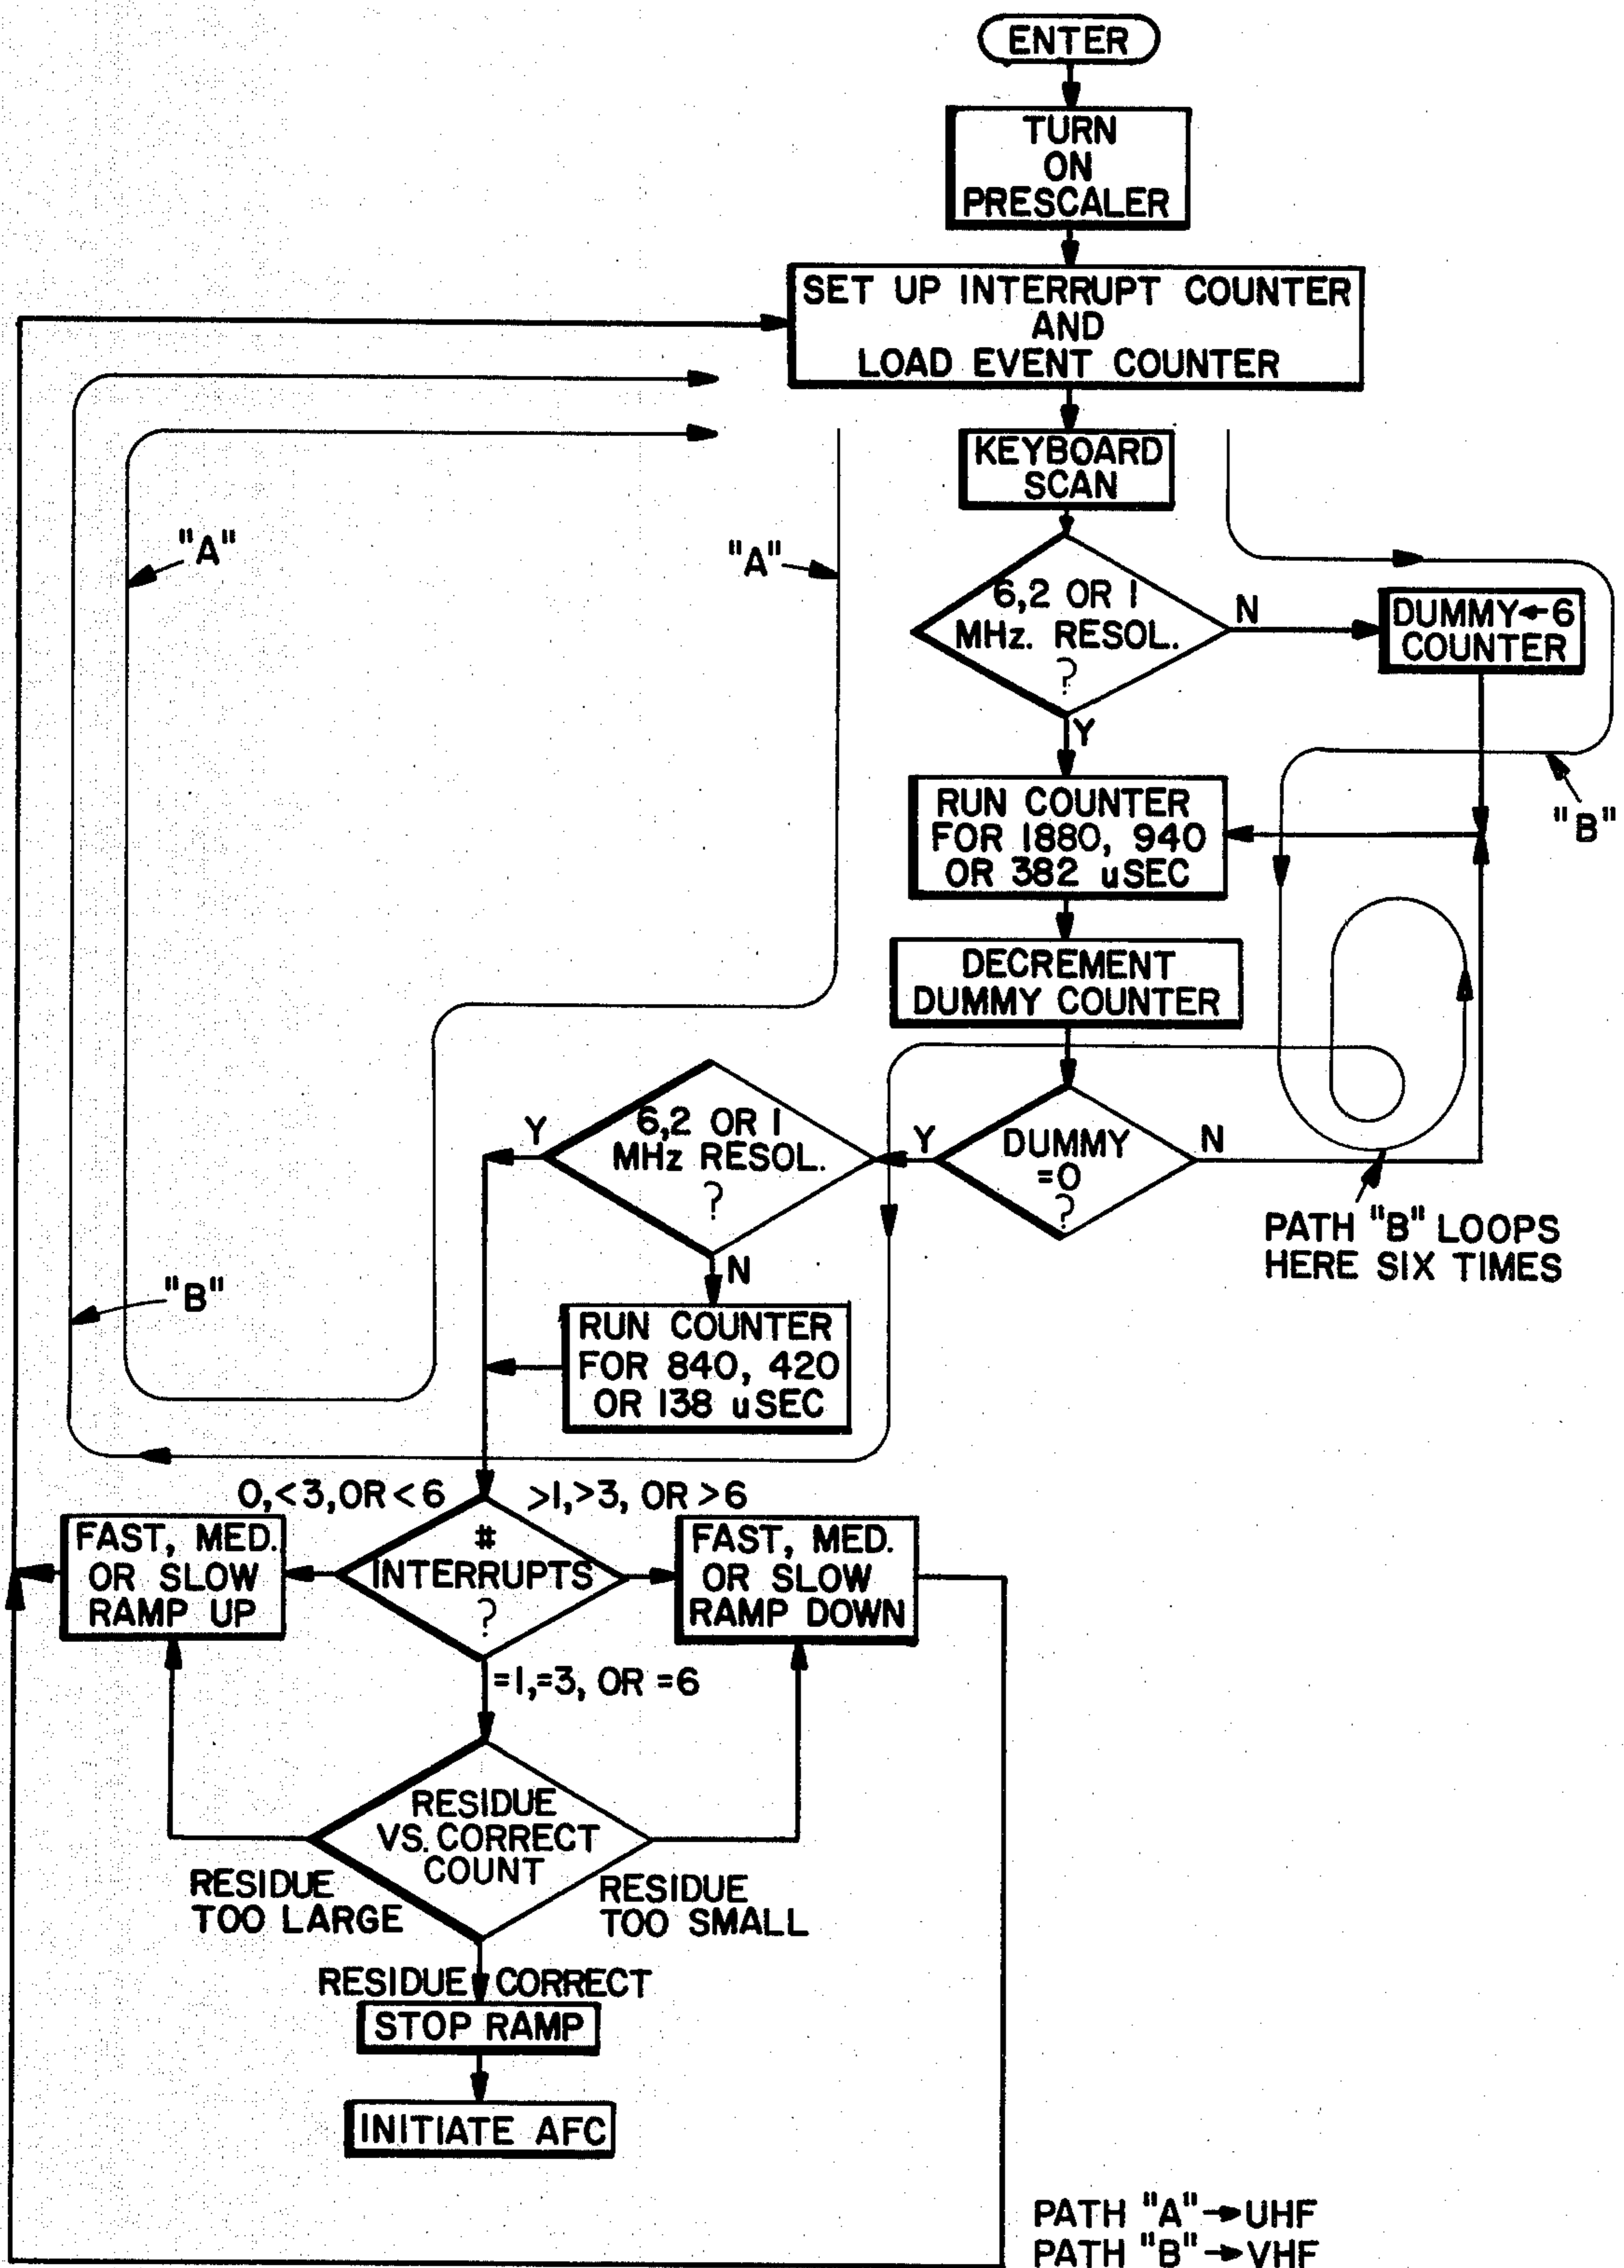 ENTER
TURN
ON
PRESCALER
SET UP INTERRUPT COUNTER
AND
LOAD EVENT COUNTER
KEYBOARD
SCAN
"A"
"A"
6,2 OR 1
MHz. RESOL.
?
N
DUMMY←6
COUNTER
Y
"B"
RUN COUNTER
FOR 1880, 940
OR 382 uSEC
DECREMENT
DUMMY COUNTER
Y
6,2 OR 1
MHz RESOL.
?
Y
DUMMY
=0
?
N
PATH "B" LOOPS
HERE SIX TIMES
N
"B"
RUN COUNTER
FOR 840, 420
OR 138 uSEC
0,<3,OR<6
>1,>3, OR >6
FAST, MED.
OR SLOW
RAMP UP
#
INTERRUPTS
?
FAST, MED.
OR SLOW
RAMP DOWN
=1,=3, OR =6
RESIDUE
VS. CORRECT
COUNT
RESIDUE
TOO LARGE
RESIDUE
TOO SMALL
RESIDUE CORRECT
STOP RAMP
INITIATE AFC
PATH "A"→UHF
PATH "B"→VHF